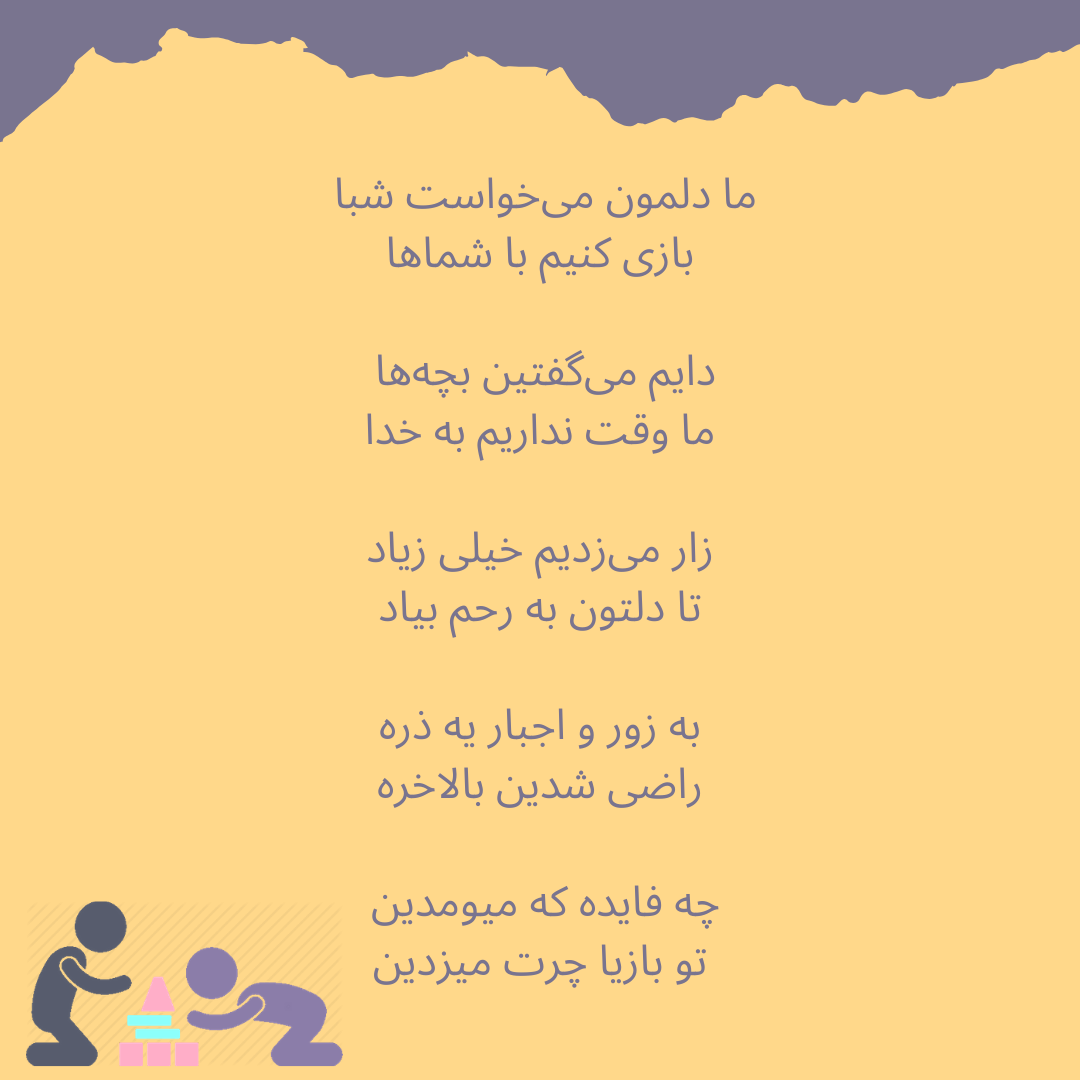 ما دلمون می‌خواست شبا
بازی کنیم با شماها
دایم می‌گفتین بچه‌ها
ما وقت نداریم به خدا
زار می‌زدیم خیلی زیاد
تا دلتون به رحم بیاد
به زور و اجبار یه ذره
راضی شدین بالاخره
چه فایده که میومدین
تو بازیا چرت میزدین